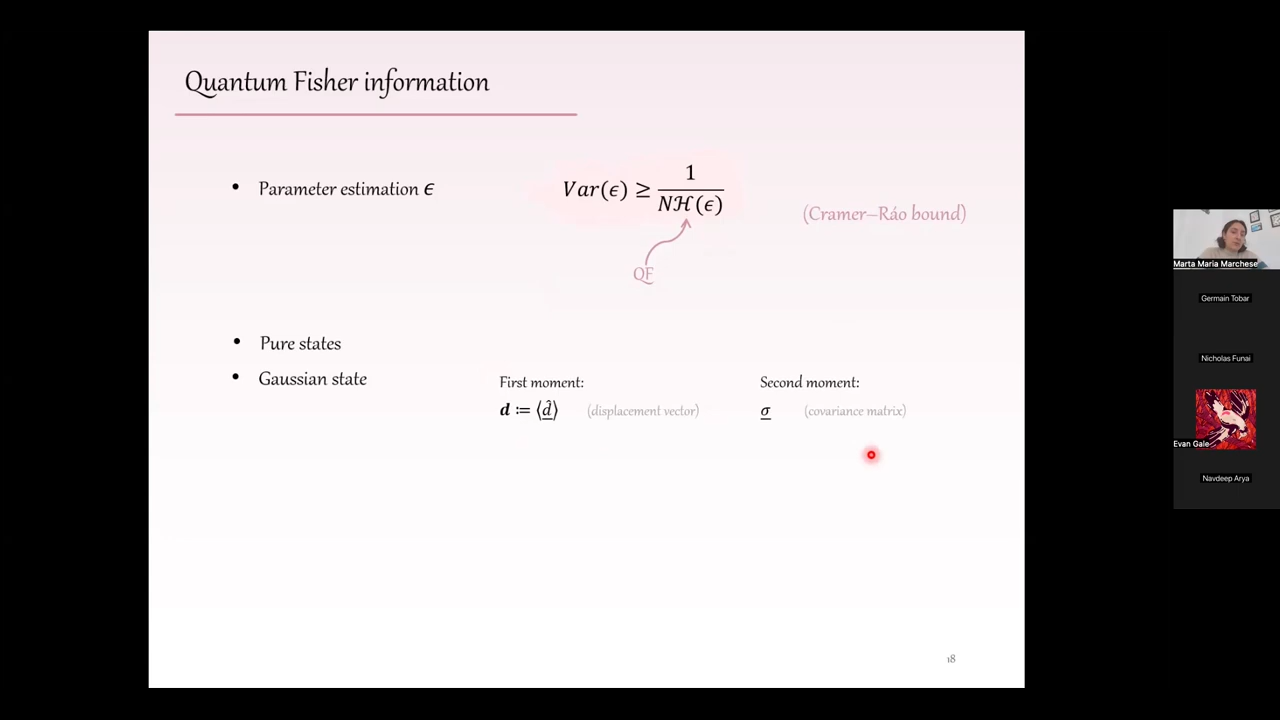 Quantum Fisher information
• Parameter estimation ϵ
Var(ϵ) ≥ 1 / Nℋ(ϵ)
(Cramer–Ráo bound)
QF
• Pure states
• Gaussian state
First moment:
Second moment:
d ≔ ⟨d̂⟩ (displacement vector)
σ (covariance matrix)
18
Marta Maria Marchese
Germain Tobar
Nicholas Funai
Evan Gale
Navdeep Arya